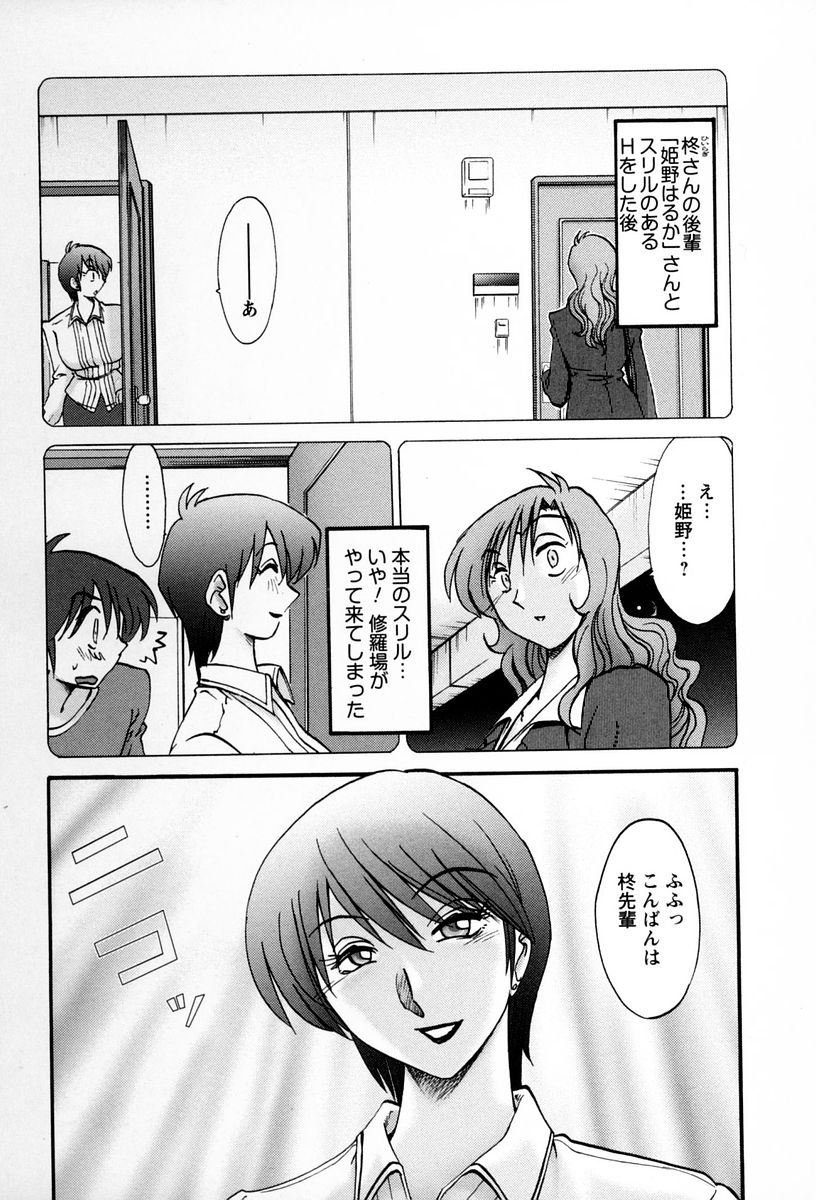 柊さんの後輩
ひいらぎ
「姫野はるか」さんと
スリルのある
Hをした後
――あ
え…
…姫野…?
本当のスリル…
いや! 修羅場が
やって来てしまった
………
ふふっ
こんばんは
柊先輩
ニコッ